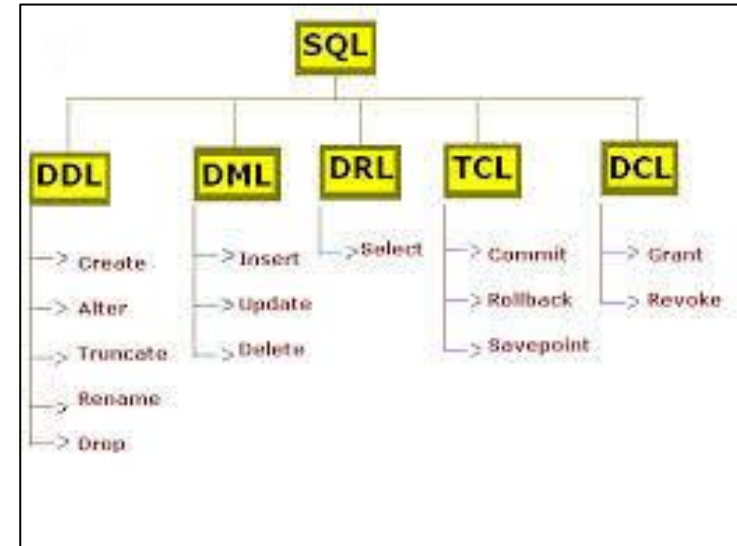 SQL
DDL
DML
DRL
TCL
DCL
Create
Alter
Truncate
Rename
Drop
Insert
Update
Delete
Select
Commit
Rollback
Savepoint
Grant
Revoke